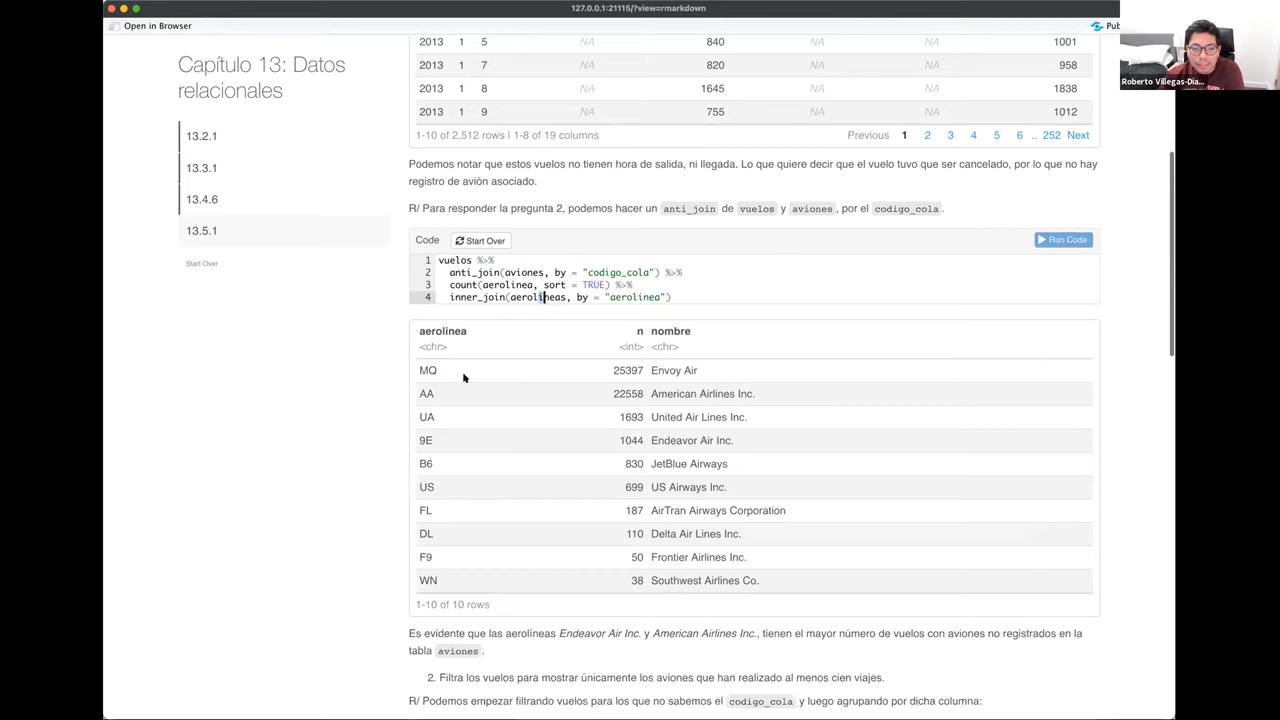 127.0.0.1:21115/?view=rmarkdown
Open in Browser
Roberto Villegas-Dia...
Capítulo 13: Datos
relacionales
13.2.1
13.3.1
13.4.6
13.5.1
Start Over
2013 1 5 NA 840 NA NA 1001
2013 1 7 NA 820 NA NA 958
2013 1 8 NA 1645 NA NA 1838
2013 1 9 NA 755 NA NA 1012
1-10 of 2,512 rows | 1-8 of 19 columns Previous 1 2 3 4 5 6 ... 252 Next
Podemos notar que estos vuelos no tienen hora de salida, ni llegada. Lo que quiere decir que el vuelo tuvo que ser cancelado, por lo que no hay
registro de avión asociado.
R/ Para responder la pregunta 2, podemos hacer un anti_join de vuelos y aviones, por el codigo_cola.
Code Start Over Run Code
1 vuelos %>%
2 anti_join(aviones, by = "codigo_cola") %>%
3 count(aerolinea, sort = TRUE) %>%
4 inner_join(aerolineas, by = "aerolinea")
aerolinea n nombre
<chr> <int> <chr>
MQ 25397 Envoy Air
AA 22558 American Airlines Inc.
UA 1693 United Air Lines Inc.
9E 1044 Endeavor Air Inc.
B6 830 JetBlue Airways
US 699 US Airways Inc.
FL 187 AirTran Airways Corporation
DL 110 Delta Air Lines Inc.
F9 50 Frontier Airlines Inc.
WN 38 Southwest Airlines Co.
1-10 of 10 rows
Es evidente que las aerolíneas Endeavor Air Inc. y American Airlines Inc., tienen el mayor número de vuelos con aviones no registrados en la
tabla aviones.
2. Filtra los vuelos para mostrar únicamente los aviones que han realizado al menos cien viajes.
R/ Podemos empezar filtrando vuelos para los que no sabemos el codigo_cola y luego agrupando por dicha columna: